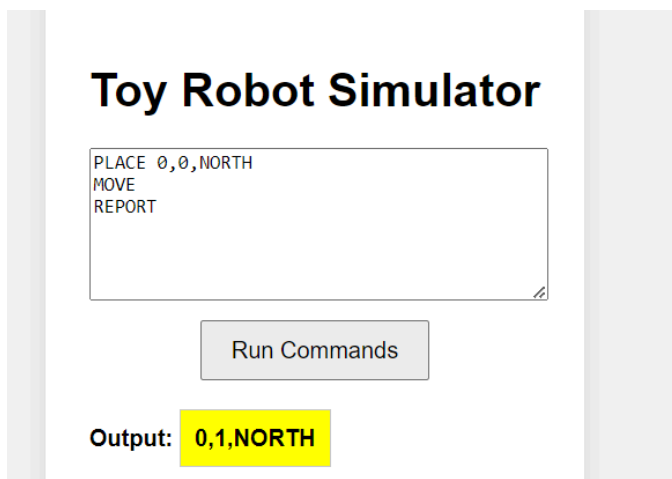 Toy Robot Simulator
PLACE 0,0,NORTH
MOVE
REPORT
Run Commands
Output: 0,1,NORTH